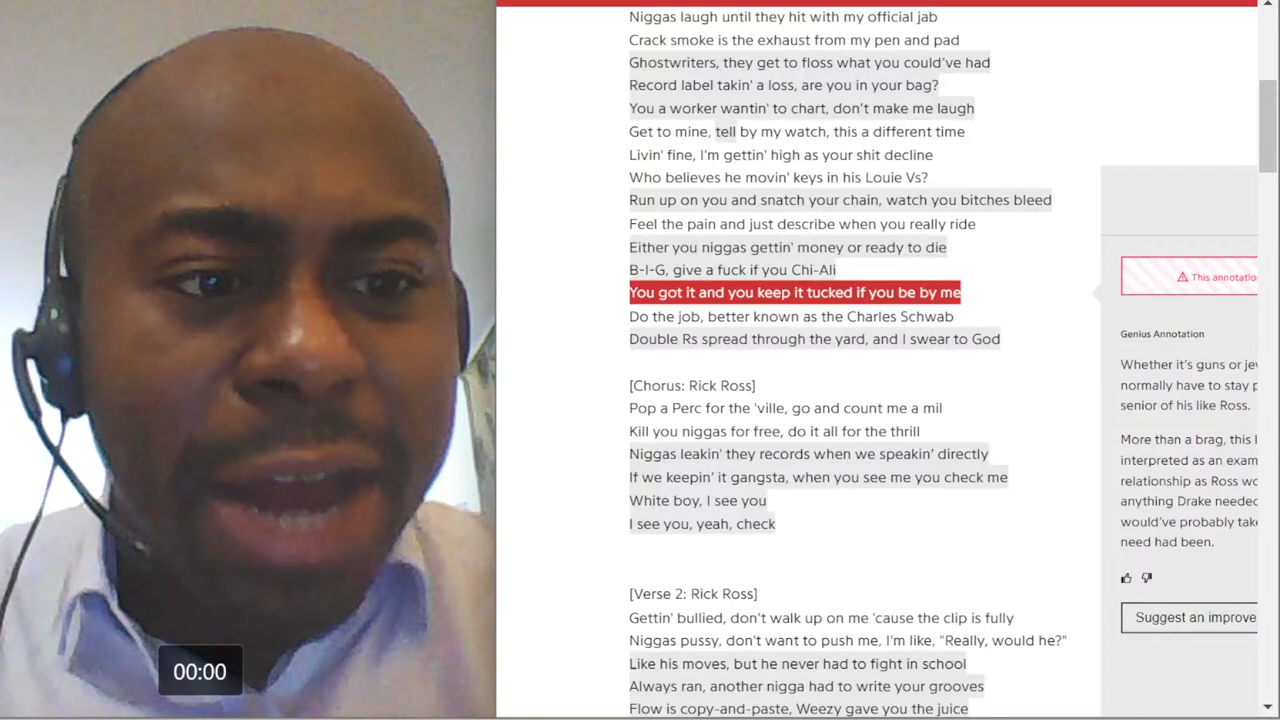 Niggas laugh until they hit with my official jab
Crack smoke is the exhaust from my pen and pad
Ghostwriters, they get to floss what you could've had
Record label takin' a loss, are you in your bag?
You a worker wantin' to chart, don't make me laugh
Get to mine, tell by my watch, this a different time
Livin' fine, I'm gettin' high as your shit decline
Who believes he movin' keys in his Louie Vs?
Run up on you and snatch your chain, watch you bitches bleed
Feel the pain and just describe when you really ride
Either you niggas gettin' money or ready to die
B-I-G, give a fuck if you Chi-Ali
You got it and you keep it tucked if you be by me
Do the job, better known as the Charles Schwab
Double Rs spread through the yard, and I swear to God
[Chorus: Rick Ross]
Pop a Perc for the 'ville, go and count me a mil
Kill you niggas for free, do it all for the thrill
Niggas leakin' they records when we speakin' directly
If we keepin' it gangsta, when you see me you check me
White boy, I see you
I see you, yeah, check
[Verse 2: Rick Ross]
Gettin' bullied, don't walk up on me 'cause the clip is fully
Niggas pussy, don't want to push me, I'm like, "Really, would he?"
Like his moves, but he never had to fight in school
Always ran, another nigga had to write your grooves
Flow is copy-and-paste, Weezy gave you the juice
This annotatio
Genius Annotation
Whether it's guns or je
normally have to stay p
senior of his like Ross.
More than a brag, this l
interpreted as an exam
relationship as Ross wo
anything Drake needed
would've probably take
need had been.
Suggest an improve
00:00